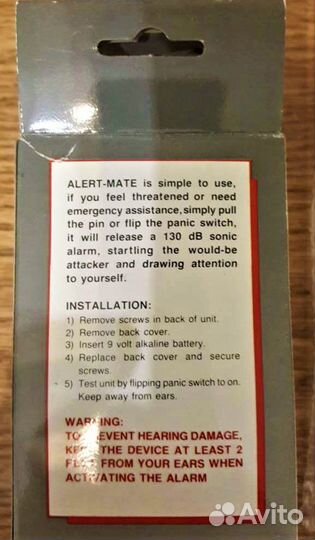 ALERT-MATE is simple to use,
if you feel threatened or need
emergency assistance, simply pull
the pin or flip the panic switch,
it will release a 130 dB sonic
alarm, startling the would-be
attacker and drawing attention
to yourself.
INSTALLATION:
1) Remove screws in back of unit.
2) Remove back cover.
3) Insert 9 volt alkaline battery.
4) Replace back cover and secure
screws.
5) Test unit by flipping panic switch to on.
Keep away from ears.
WARNING:
TO PREVENT HEARING DAMAGE,
KEEP THE DEVICE AT LEAST 2
FEET FROM YOUR EARS WHEN
ACTIVATING THE ALARM
Avito